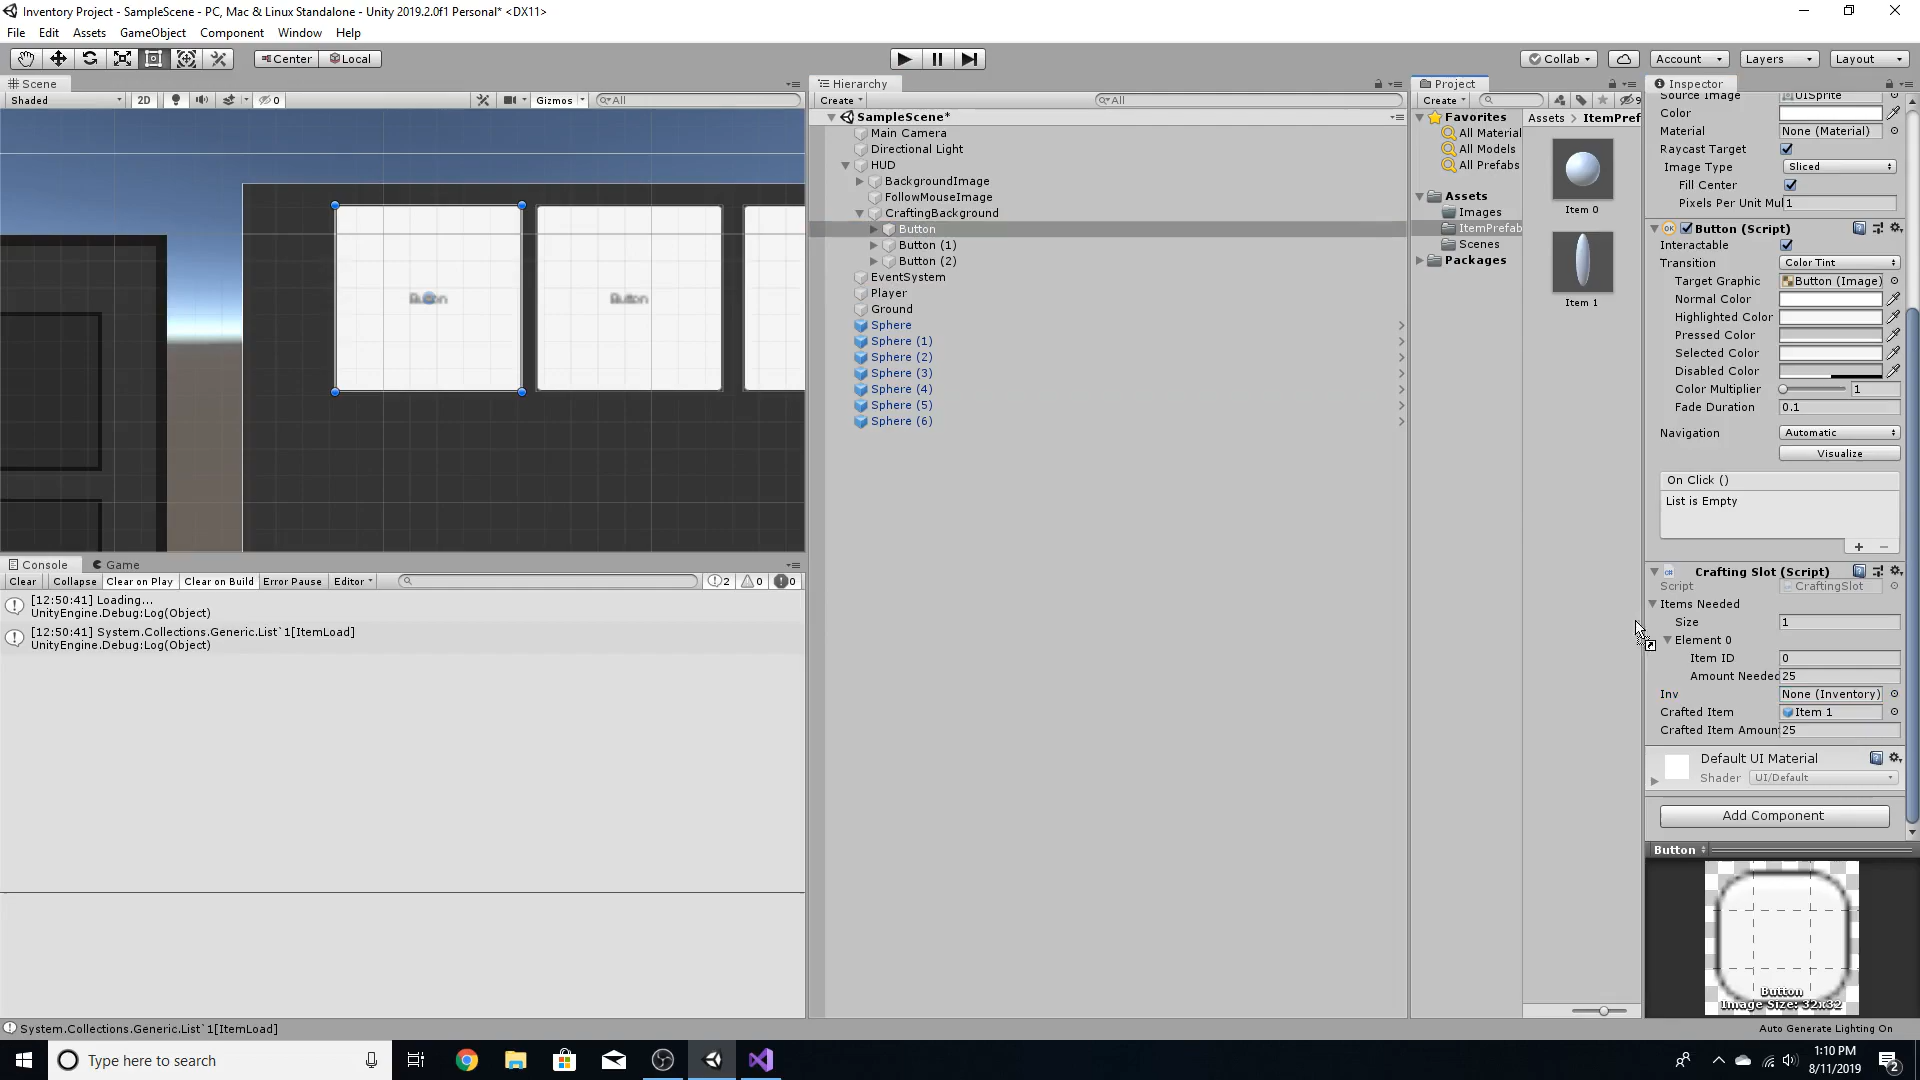 Inventory Project - SampleScene - PC, Mac & Linux Standalone - Unity 2019.2.0f1 Personal* <DX11>
File Edit Assets GameObject Component Window Help
Center Local
Collab Account Layers Layout
Scene
Shaded 2D 0 Gizmos All
Button
Button
Console Game
Clear Collapse Clear on Play Clear on Build Error Pause Editor 2 0 0
[12:50:41] Loading...
UnityEngine.Debug:Log(Object)
[12:50:41] System.Collections.Generic.List`1[ItemLoad]
UnityEngine.Debug:Log(Object)
Hierarchy
Create All
SampleScene*
Main Camera
Directional Light
HUD
BackgroundImage
FollowMouseImage
CraftingBackground
Button
Button (1)
Button (2)
EventSystem
Player
Ground
Sphere
Sphere (1)
Sphere (2)
Sphere (3)
Sphere (4)
Sphere (5)
Sphere (6)
Project
Create 9
Favorites
All Material
All Models
All Prefabs
Assets
Images
ItemPrefab
Scenes
Packages
Assets ItemPref
Item 0
Item 1
Inspector
Source Image UISprite
Color
Material None (Material)
Raycast Target
Image Type Sliced
Fill Center
Pixels Per Unit Mul 1
Button (Script)
Interactable
Transition Color Tint
Target Graphic Button (Image)
Normal Color
Highlighted Color
Pressed Color
Selected Color
Disabled Color
Color Multiplier 1
Fade Duration 0.1
Navigation Automatic
Visualize
On Click ()
List is Empty
Crafting Slot (Script)
Script CraftingSlot
Items Needed
Size 1
Element 0
Item ID 0
Amount Needed 25
Inv None (Inventory)
Crafted Item Item 1
Crafted Item Amoun 25
Default UI Material
Shader UI/Default
Add Component
Button
Button
Image Size: 32x32
System.Collections.Generic.List`1[ItemLoad]
Auto Generate Lighting On
Type here to search
1:10 PM
8/11/2019
2